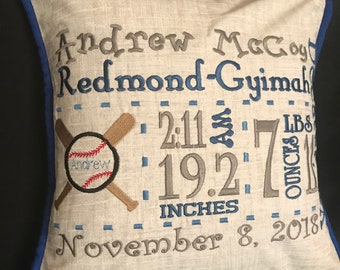 Andrew McCoy
Redmond-Gyimah
Andrew
2:11 AM
19.2
INCHES
7 LBS
OUNCES
November 8, 2018